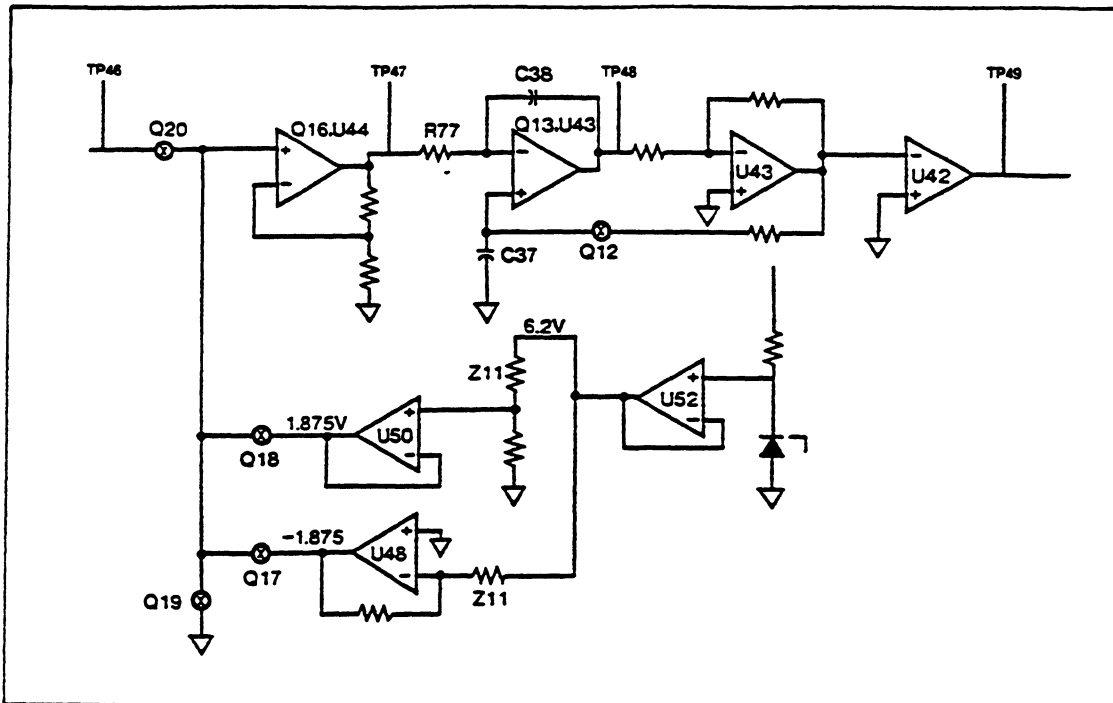 TP46
TP47
C38
TP48
TP49
Q20
Q16.U44
R77
Q13.U43
+
-
-
+
-
+
U43
-
+
U42
C37
Q12
6.2V
Z11
+
-
U52
1.875V
+
-
U50
Q18
-1.875
+
-
U48
Q17
Z11
Q19